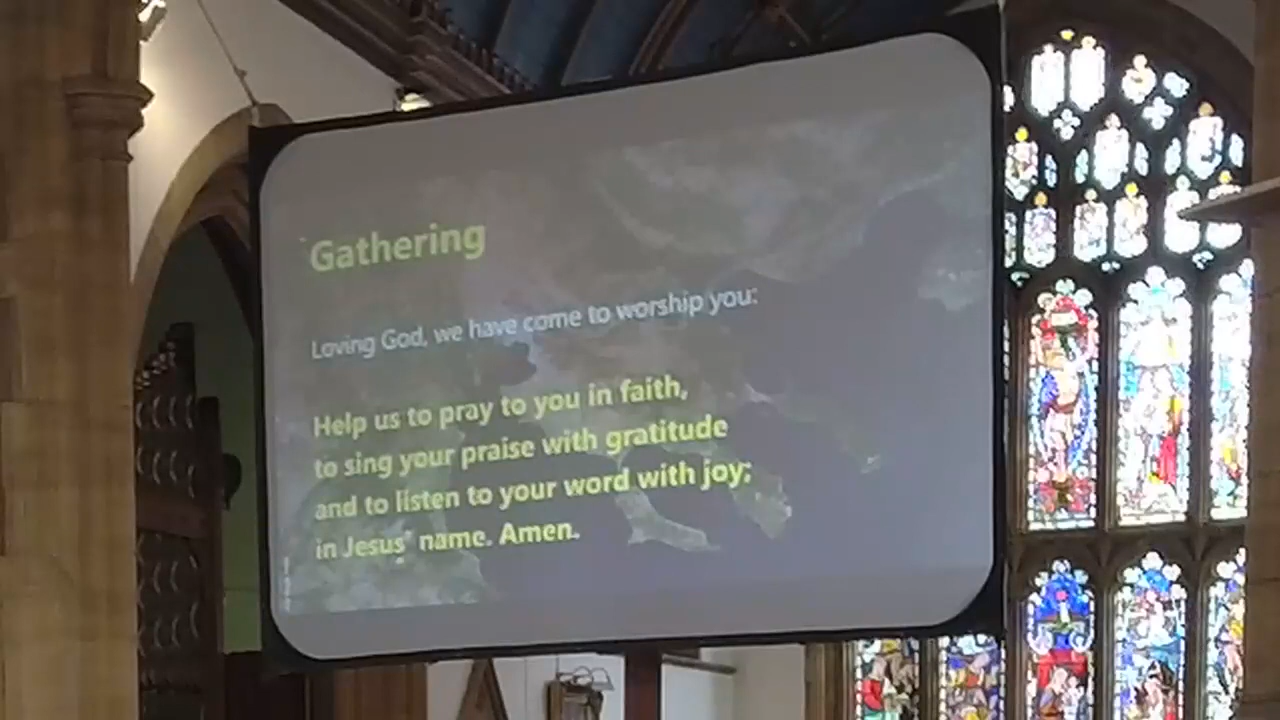 Gathering
Loving God, we have come to worship you:
Help us to pray to you in faith,
to sing your praise with gratitude
and to listen to your word with joy;
in Jesus' name. Amen.